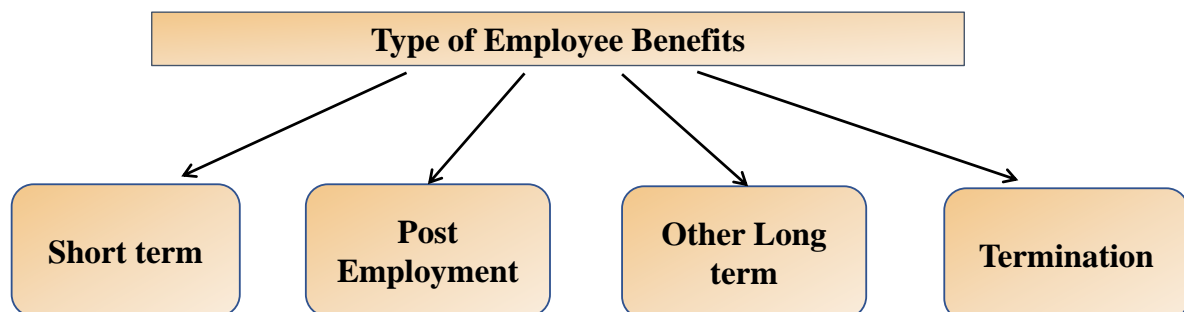 Type of Employee Benefits
Short term
Post
Employment
Other Long
term
Termination